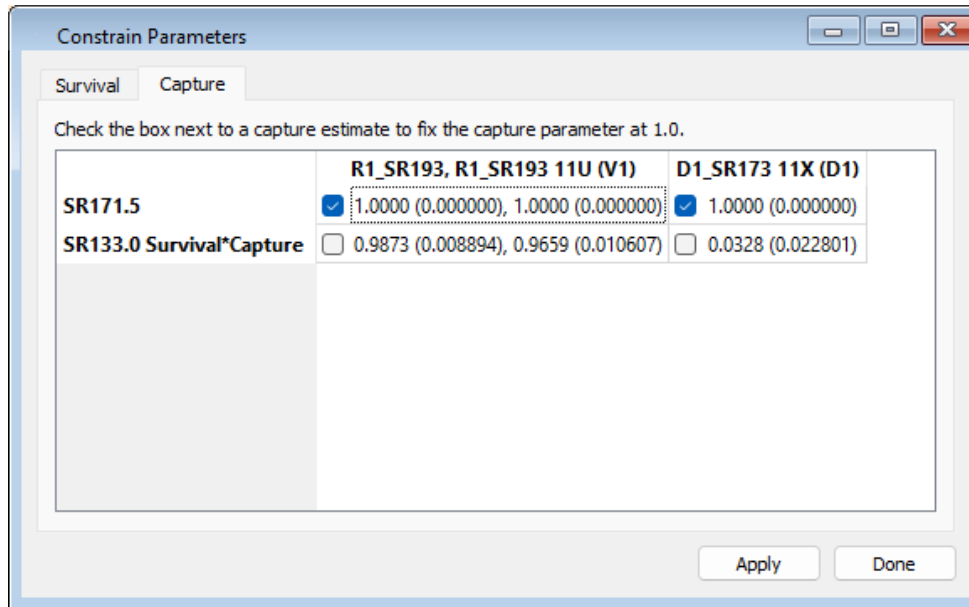 Constrain Parameters
Survival Capture
Check the box next to a capture estimate to fix the capture parameter at 1.0.
R1_SR193, R1_SR193 11U (V1) D1_SR173 11X (D1)
SR171.5 1.0000 (0.000000), 1.0000 (0.000000) 1.0000 (0.000000)
SR133.0 Survival*Capture 0.9873 (0.008894), 0.9659 (0.010607) 0.0328 (0.022801)
Apply Done